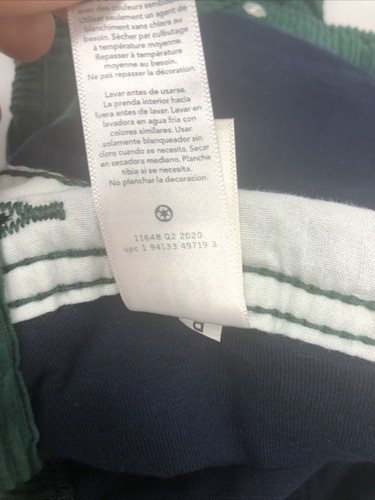 avec des couleurs semblables
Utiliser seulement un agent de
blanchiment sans chlore au
besoin. Sécher par culbutage
à température moyenne.
Repasser à température
moyenne au besoin.
Ne pas repasser la décoration.
Lavar antes de usarse.
La prenda interior hacia
fuera antes de lavar. Lavar en
lavadora en agua fria con
colores similares. Usar
solamente blanqueador sin
cloro cuando se necesita. Secar
en secadora mediano. Plancha
tibia si se necesita.
No planchar la decoracion.
11648 Q2 2020
upc 1 94133 49719 3